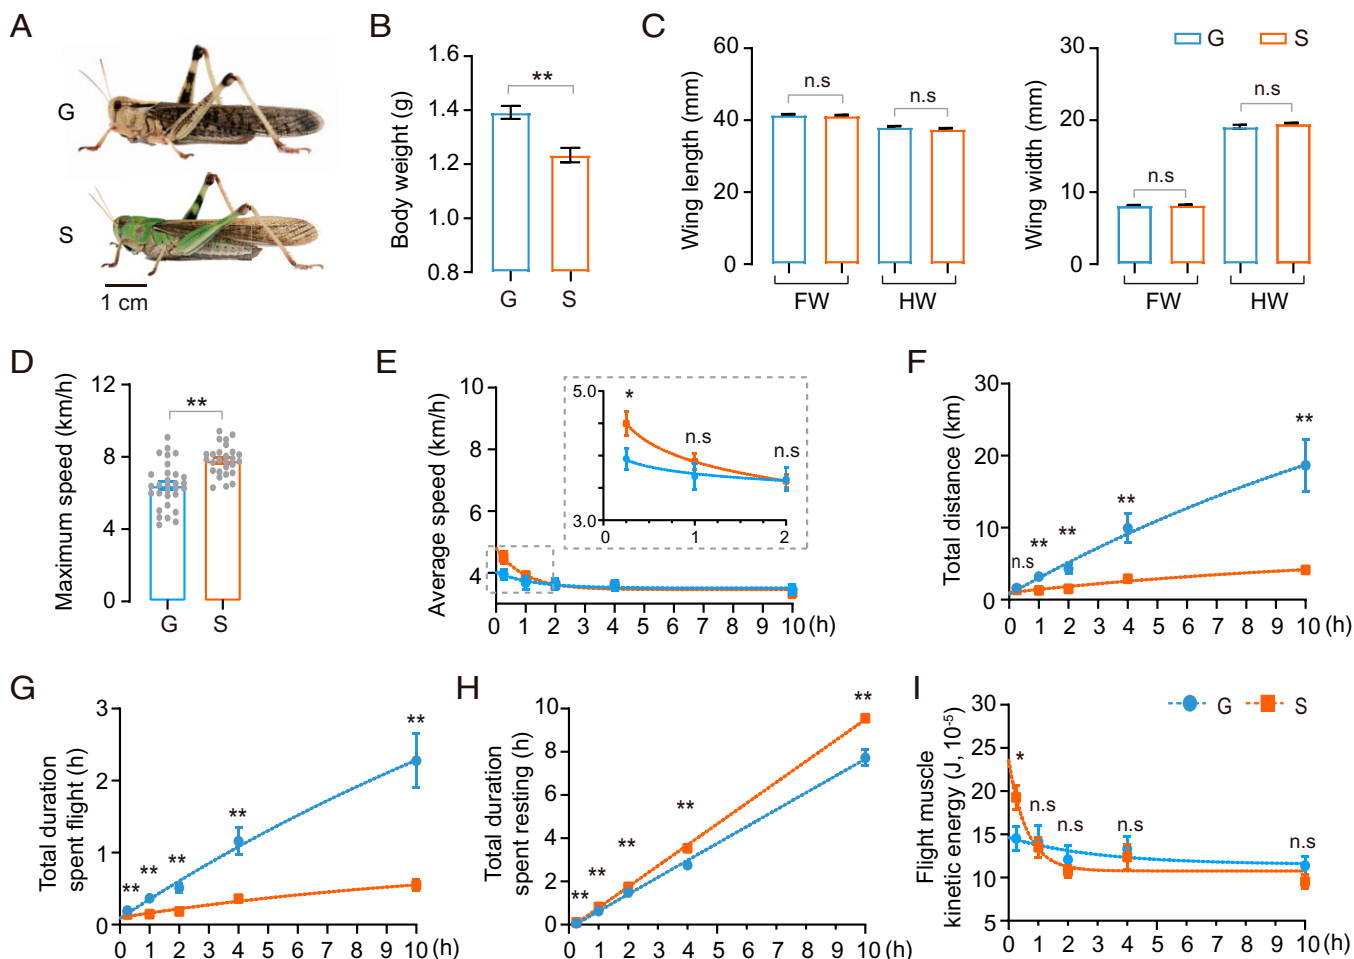 A
G
S
1 cm
B
Body weight (g)
1.6
1.4
1.2
1.0
0.8
**
G S
C
Wing length (mm)
60
40
20
0
n.s
n.s
FW HW
G S
Wing width (mm)
30
20
10
0
n.s
n.s
FW HW
D
Maximum speed (km/h)
12
8
4
0
**
G S
E
Average speed (km/h)
10
8
6
4
0 1 2 3 4 5 6 7 8 9 10 (h)
5.0
3.0
*
n.s
n.s
0 1 2
F
Total distance (km)
30
20
10
0
n.s
**
**
**
**
0 1 2 3 4 5 6 7 8 9 10 (h)
G
Total duration
spent flight (h)
3
2
1
0
**
**
**
**
**
0 1 2 3 4 5 6 7 8 9 10 (h)
H
Total duration
spent resting (h)
10
8
6
4
2
0
**
**
**
**
**
0 1 2 3 4 5 6 7 8 9 10 (h)
I
Flight muscle
kinetic energy (J, 10⁻⁵)
30
25
20
15
10
5
G S
*
n.s
n.s
n.s
n.s
0 1 2 3 4 5 6 7 8 9 10 (h)